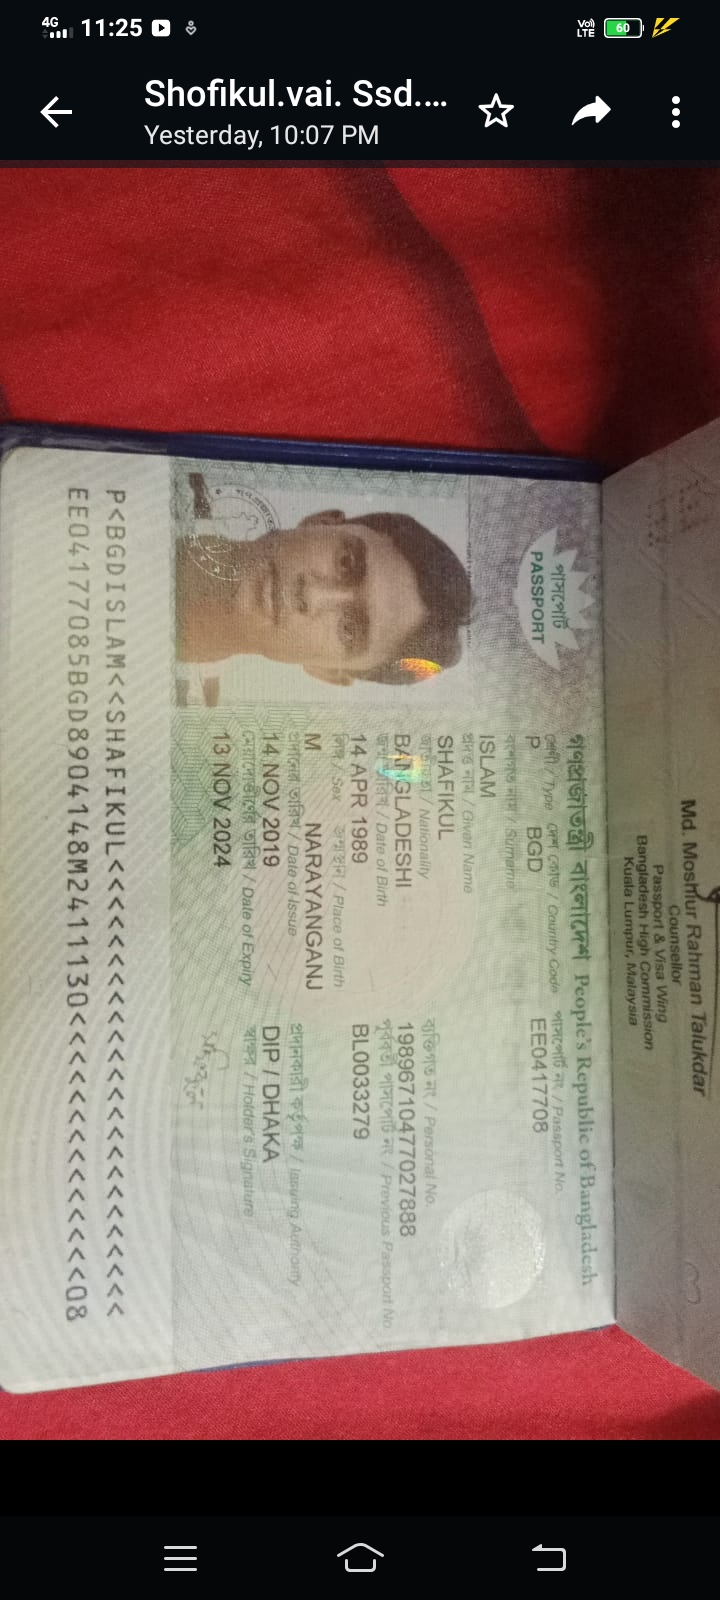 4G 11:25 Vo) LTE 60
Shofikul.vai. Ssd....
Yesterday, 10:07 PM
Md. Moshiur Rahman Talukdar
Counsellor
Passport & Visa Wing
Bangladesh High Commission
Kuala Lumpur, Malaysia
গণপ্রজাতন্ত্রী বাংলাদেশ People's Republic of Bangladesh
পাসপোর্ট
PASSPORT
শ্রেণী / Type দেশ কোড / Country Code পাসপোর্ট নং / Passport No.
P BGD EE0417708
বংশগত নাম / Surname
ISLAM
প্রদত্ত নাম / Given Name
SHAFIKUL
জাতীয়তা / Nationality ব্যক্তিগত নং / Personal No.
BANGLADESHI 19896710477027888
জন্ম তারিখ / Date of Birth পূর্ববর্তী পাসপোর্ট নং / Previous Passport No.
14 APR 1989 BL0033279
লিঙ্গ / Sex জন্মস্থান / Place of Birth
M NARAYANGANJ
প্রদানের তারিখ / Date of Issue প্রদানকারী কর্তৃপক্ষ / Issuing Authority
14 NOV 2019 DIP / DHAKA
মেয়াদোত্তীর্ণের তারিখ / Date of Expiry স্বাক্ষর / Holder's Signature
13 NOV 2024
P<BGDISLAM<<SHAFIKUL<<<<<<<<<<<<<<<<<<<<<<<<
EE04177085BGD8904148M2411130<<<<<<<<<<<<<<08